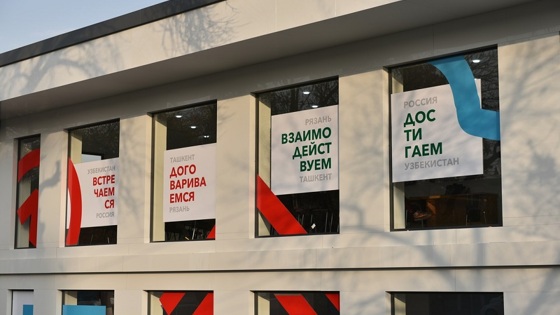 УЗБЕКИСТАН
ВСТРЕ
ЧАЕМ
СЯ
РОССИЯ
ТАШКЕНТ
ДОГО
ВАРИВА
ЕМСЯ
РЯЗАНЬ
РЯЗАНЬ
ВЗАИМО
ДЕЙСТ
ВУЕМ
ТАШКЕНТ
РОССИЯ
ДОС
ТИ
ГАЕМ
УЗБЕКИСТАН